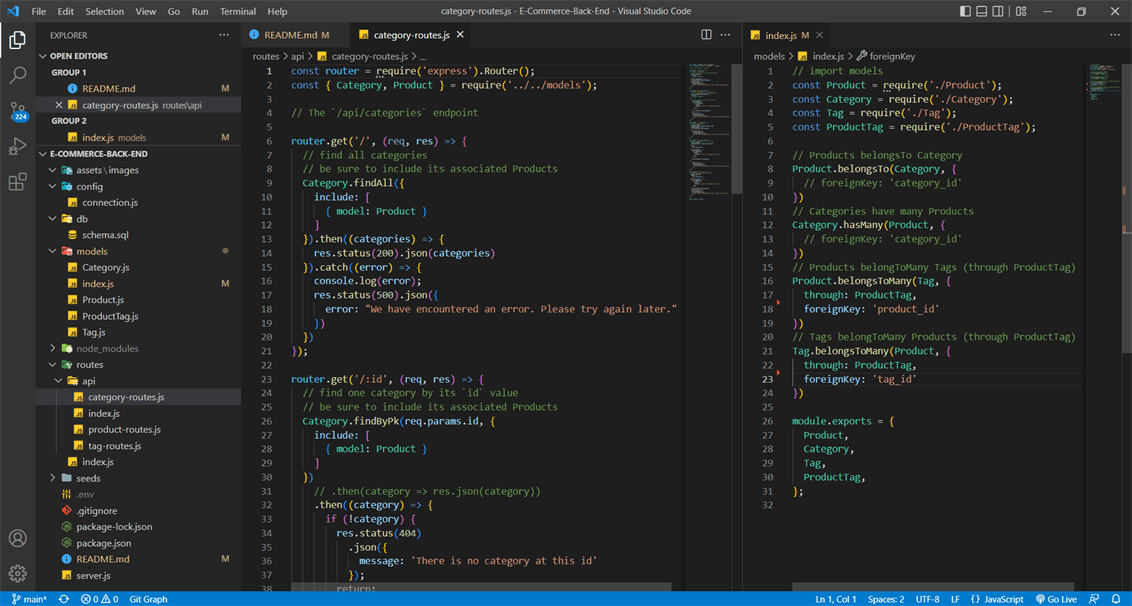 File Edit Selection View Go Run Terminal Help
category-routes.js - E-Commerce-Back-End - Visual Studio Code
EXPLORER
OPEN EDITORS
GROUP 1
README.md M
category-routes.js routes\api
GROUP 2
index.js models M
E-COMMERCE-BACK-END
assets\images
config
connection.js
db
schema.sql
models
Category.js
index.js M
Product.js
ProductTag.js
Tag.js
node_modules
routes
api
category-routes.js
index.js
product-routes.js
tag-routes.js
index.js
seeds
.env
.gitignore
package-lock.json
package.json
README.md M
server.js
224
README.md M
category-routes.js
routes > api > category-routes.js > ...
1 const router = require('express').Router();
2 const { Category, Product } = require('../../models');
3
4 // The `/api/categories` endpoint
5
6 router.get('/', (req, res) => {
7 // find all categories
8 // be sure to include its associated Products
9 Category.findAll({
10 include: [
11 { model: Product }
12 ]
13 }).then((categories) => {
14 res.status(200).json(categories)
15 }).catch((error) => {
16 console.log(error);
17 res.status(500).json({
18 error: "We have encountered an error. Please try again later."
19 })
20 })
21 });
22
23 router.get('/:id', (req, res) => {
24 // find one category by its `id` value
25 // be sure to include its associated Products
26 Category.findByPk(req.params.id, {
27 include: [
28 { model: Product }
29 ]
30 })
31 // .then(category => res.json(category))
32 .then((category) => {
33 if (!category) {
34 res.status(404)
35 .json({
36 message: 'There is no category at this id'
37 });
38 return;
index.js M
models > index.js > foreignKey
1 // import models
2 const Product = require('./Product');
3 const Category = require('./Category');
4 const Tag = require('./Tag');
5 const ProductTag = require('./ProductTag');
6
7 // Products belongsTo Category
8 Product.belongsTo(Category, {
9 // foreignKey: 'category_id'
10 })
11 // Categories have many Products
12 Category.hasMany(Product, {
13 // foreignKey: 'category_id'
14 })
15 // Products belongToMany Tags (through ProductTag)
16 Product.belongsToMany(Tag, {
17 through: ProductTag,
18 foreignKey: 'product_id'
19 })
20 // Tags belongToMany Products (through ProductTag)
21 Tag.belongsToMany(Product, {
22 through: ProductTag,
23 foreignKey: 'tag_id'
24 })
25
26 module.exports = {
27 Product,
28 Category,
29 Tag,
30 ProductTag,
31 };
32
main* 0 0 Git Graph
Ln 1, Col 1 Spaces: 2 UTF-8 LF {} JavaScript Go Live